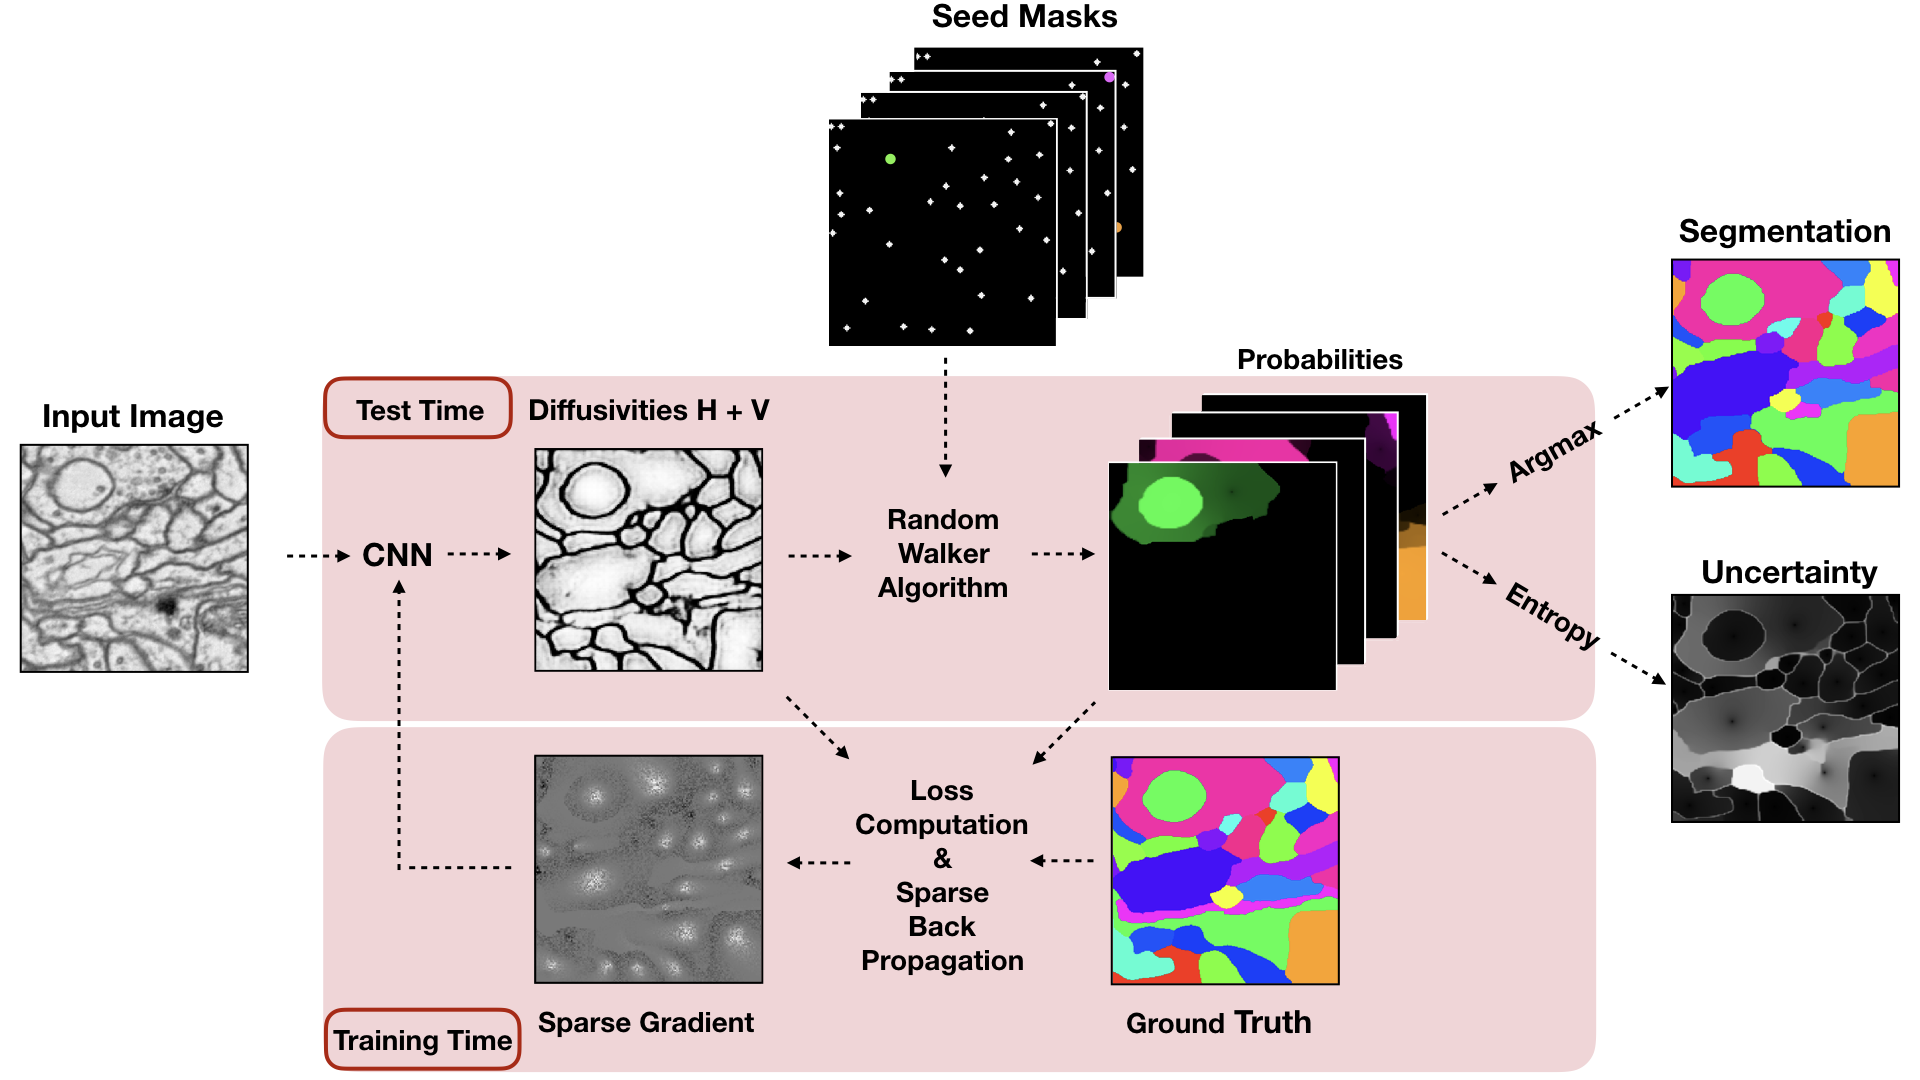 Seed Masks
Segmentation
Probabilities
Test Time
Diffusivities H + V
Input Image
Argmax
CNN
Random
Walker
Algorithm
Uncertainty
Entropy
Loss
Computation
&
Sparse
Back
Propagation
Sparse Gradient
Ground Truth
Training Time